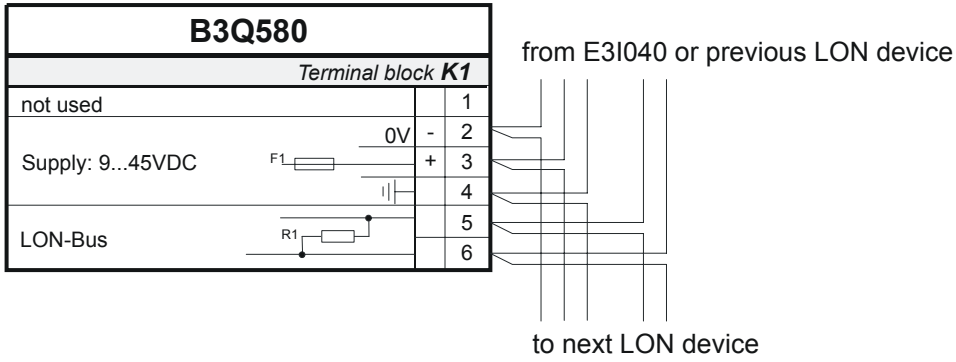 B3Q580
from E3I040 or previous LON device
Terminal block K1
not used 1
0V - 2
Supply: 9...45VDC F1 + 3
4
5
LON-Bus R1
6
to next LON device